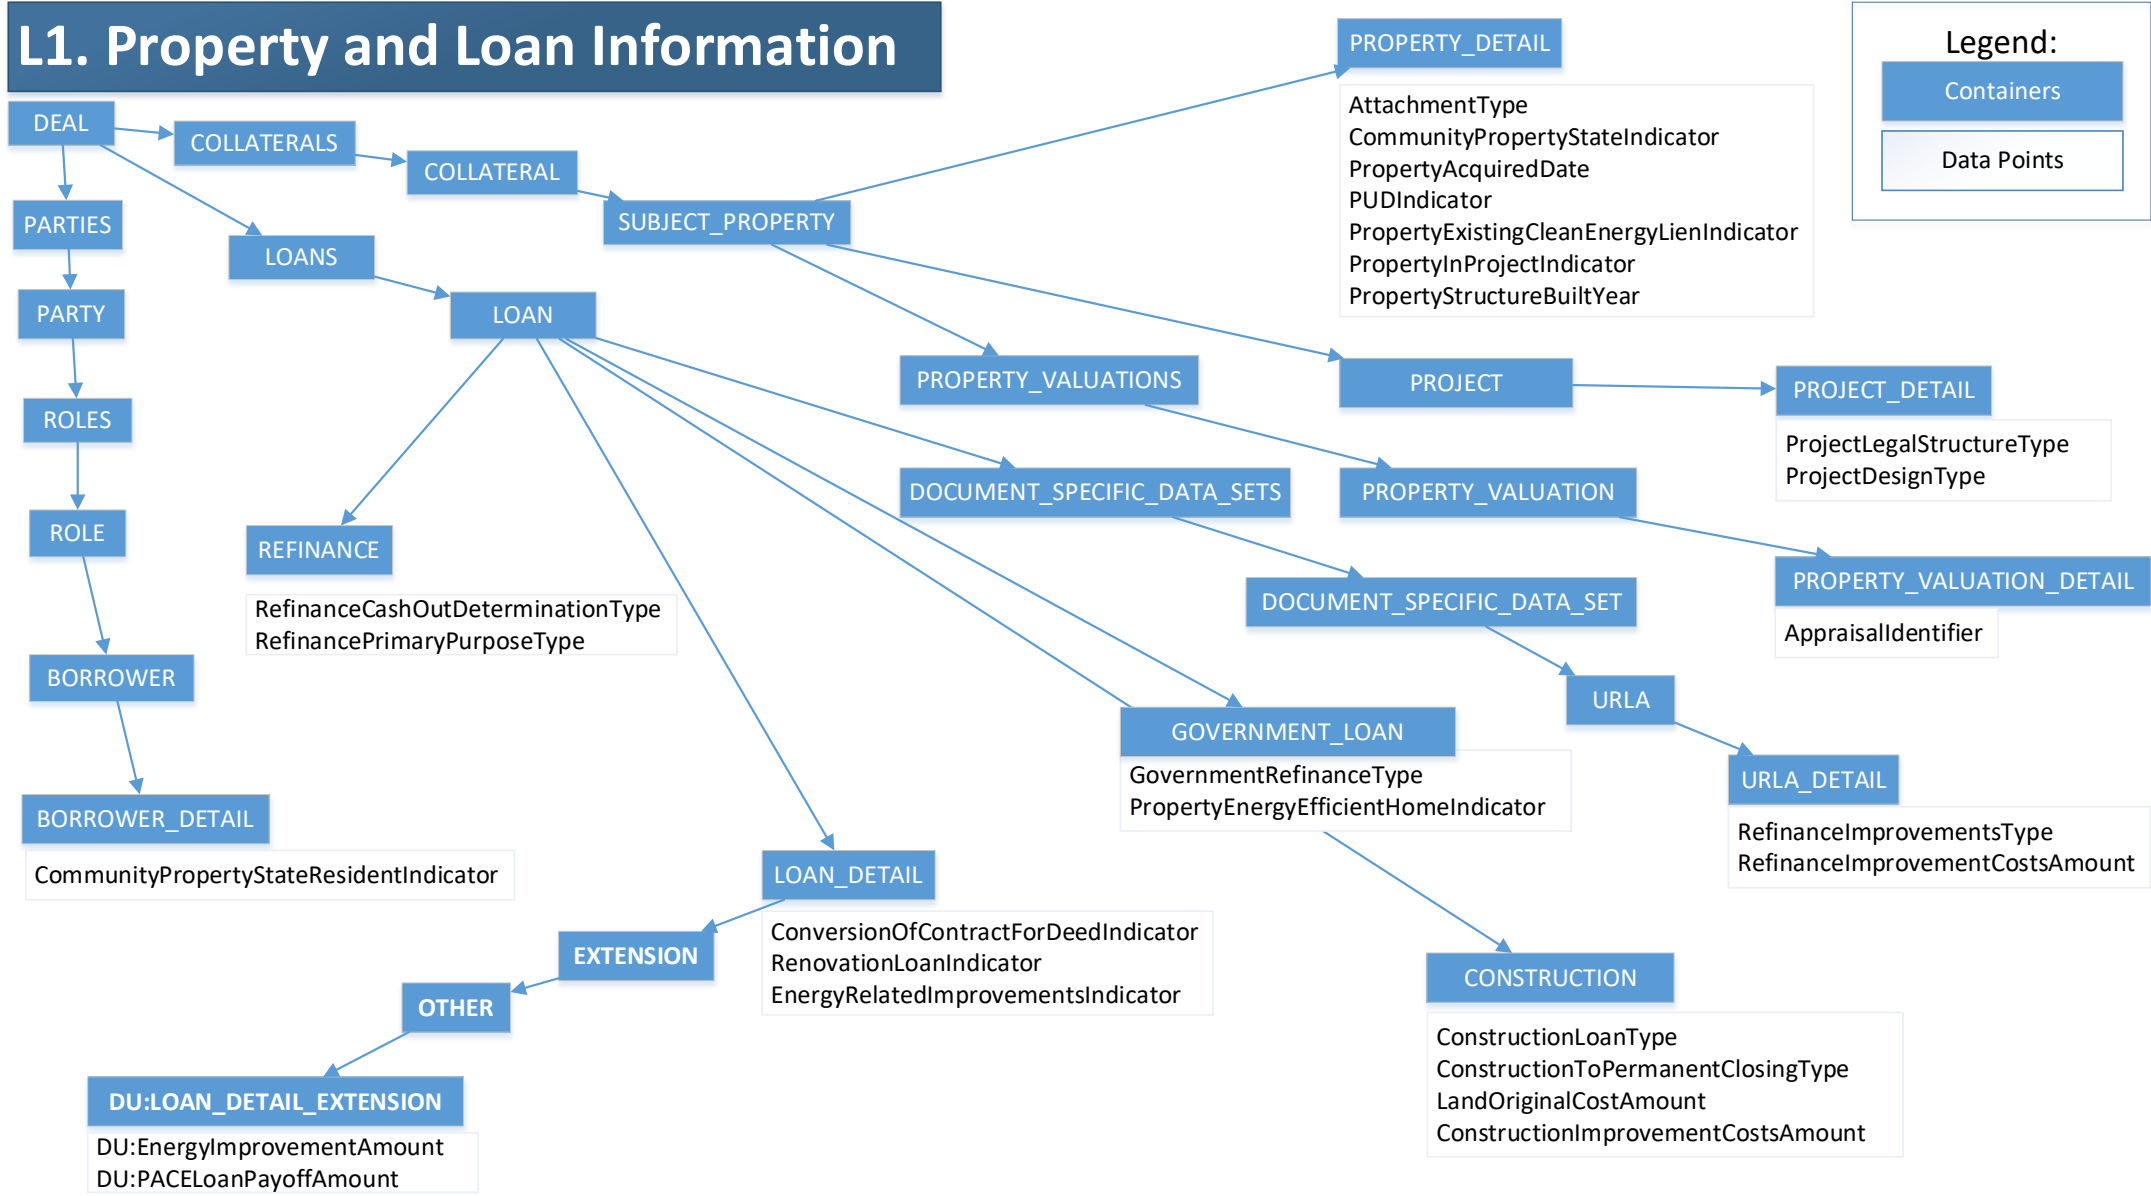 L1. Property and Loan Information
Legend:
Containers
Data Points
DEAL
COLLATERALS
COLLATERAL
SUBJECT_PROPERTY
PROPERTY_DETAIL
AttachmentType
CommunityPropertyStateIndicator
PropertyAcquiredDate
PUDIndicator
PropertyExistingCleanEnergyLienIndicator
PropertyInProjectIndicator
PropertyStructureBuiltYear
PARTIES
LOANS
PARTY
LOAN
PROPERTY_VALUATIONS
PROJECT
PROJECT_DETAIL
ProjectLegalStructureType
ProjectDesignType
ROLES
DOCUMENT_SPECIFIC_DATA_SETS
PROPERTY_VALUATION
ROLE
REFINANCE
RefinanceCashOutDeterminationType
RefinancePrimaryPurposeType
DOCUMENT_SPECIFIC_DATA_SET
PROPERTY_VALUATION_DETAIL
AppraisalIdentifier
BORROWER
URLA
GOVERNMENT_LOAN
GovernmentRefinanceType
PropertyEnergyEfficientHomeIndicator
URLA_DETAIL
RefinanceImprovementsType
RefinanceImprovementCostsAmount
BORROWER_DETAIL
CommunityPropertyStateResidentIndicator
LOAN_DETAIL
ConversionOfContractForDeedIndicator
RenovationLoanIndicator
EnergyRelatedImprovementsIndicator
EXTENSION
OTHER
CONSTRUCTION
ConstructionLoanType
ConstructionToPermanentClosingType
LandOriginalCostAmount
ConstructionImprovementCostsAmount
DU:LOAN_DETAIL_EXTENSION
DU:EnergyImprovementAmount
DU:PACELoanPayoffAmount